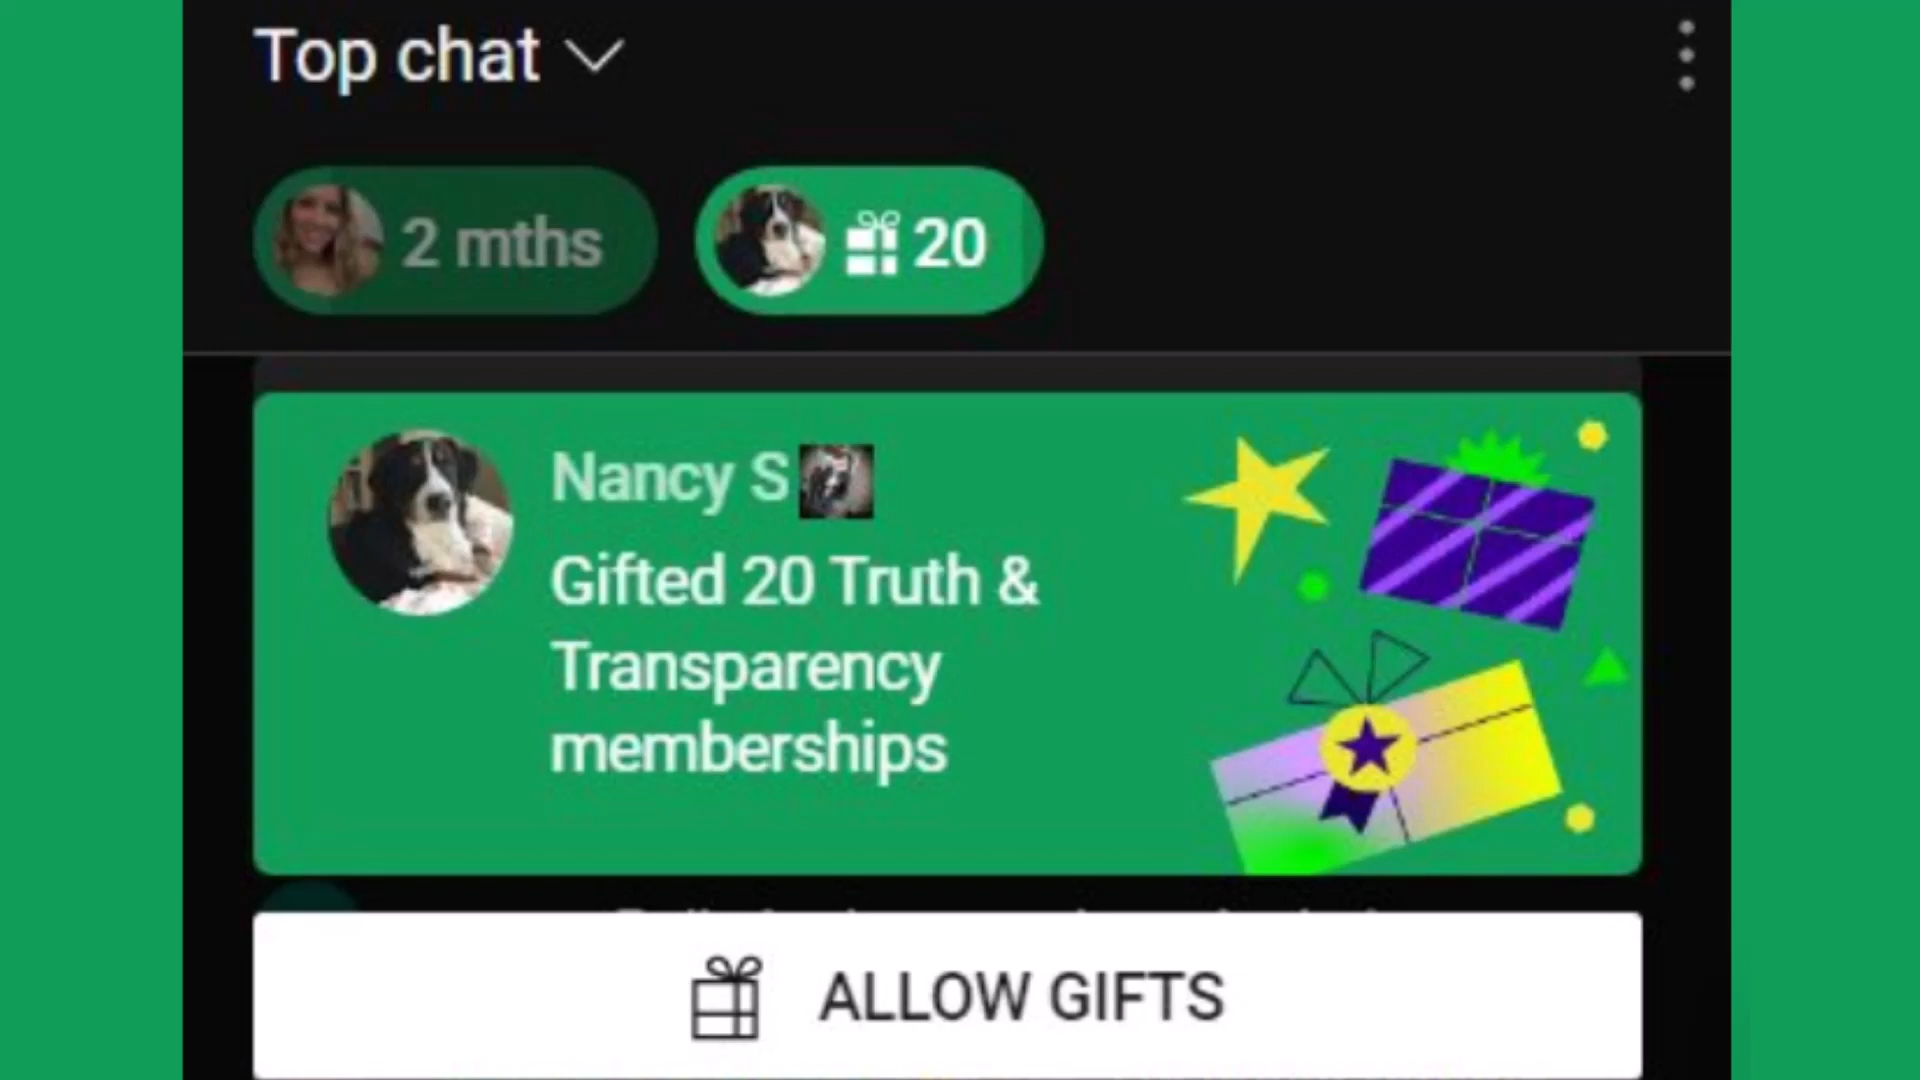 Top chat
2 mths
20
Nancy S
Gifted 20 Truth &
Transparency
memberships
ALLOW GIFTS